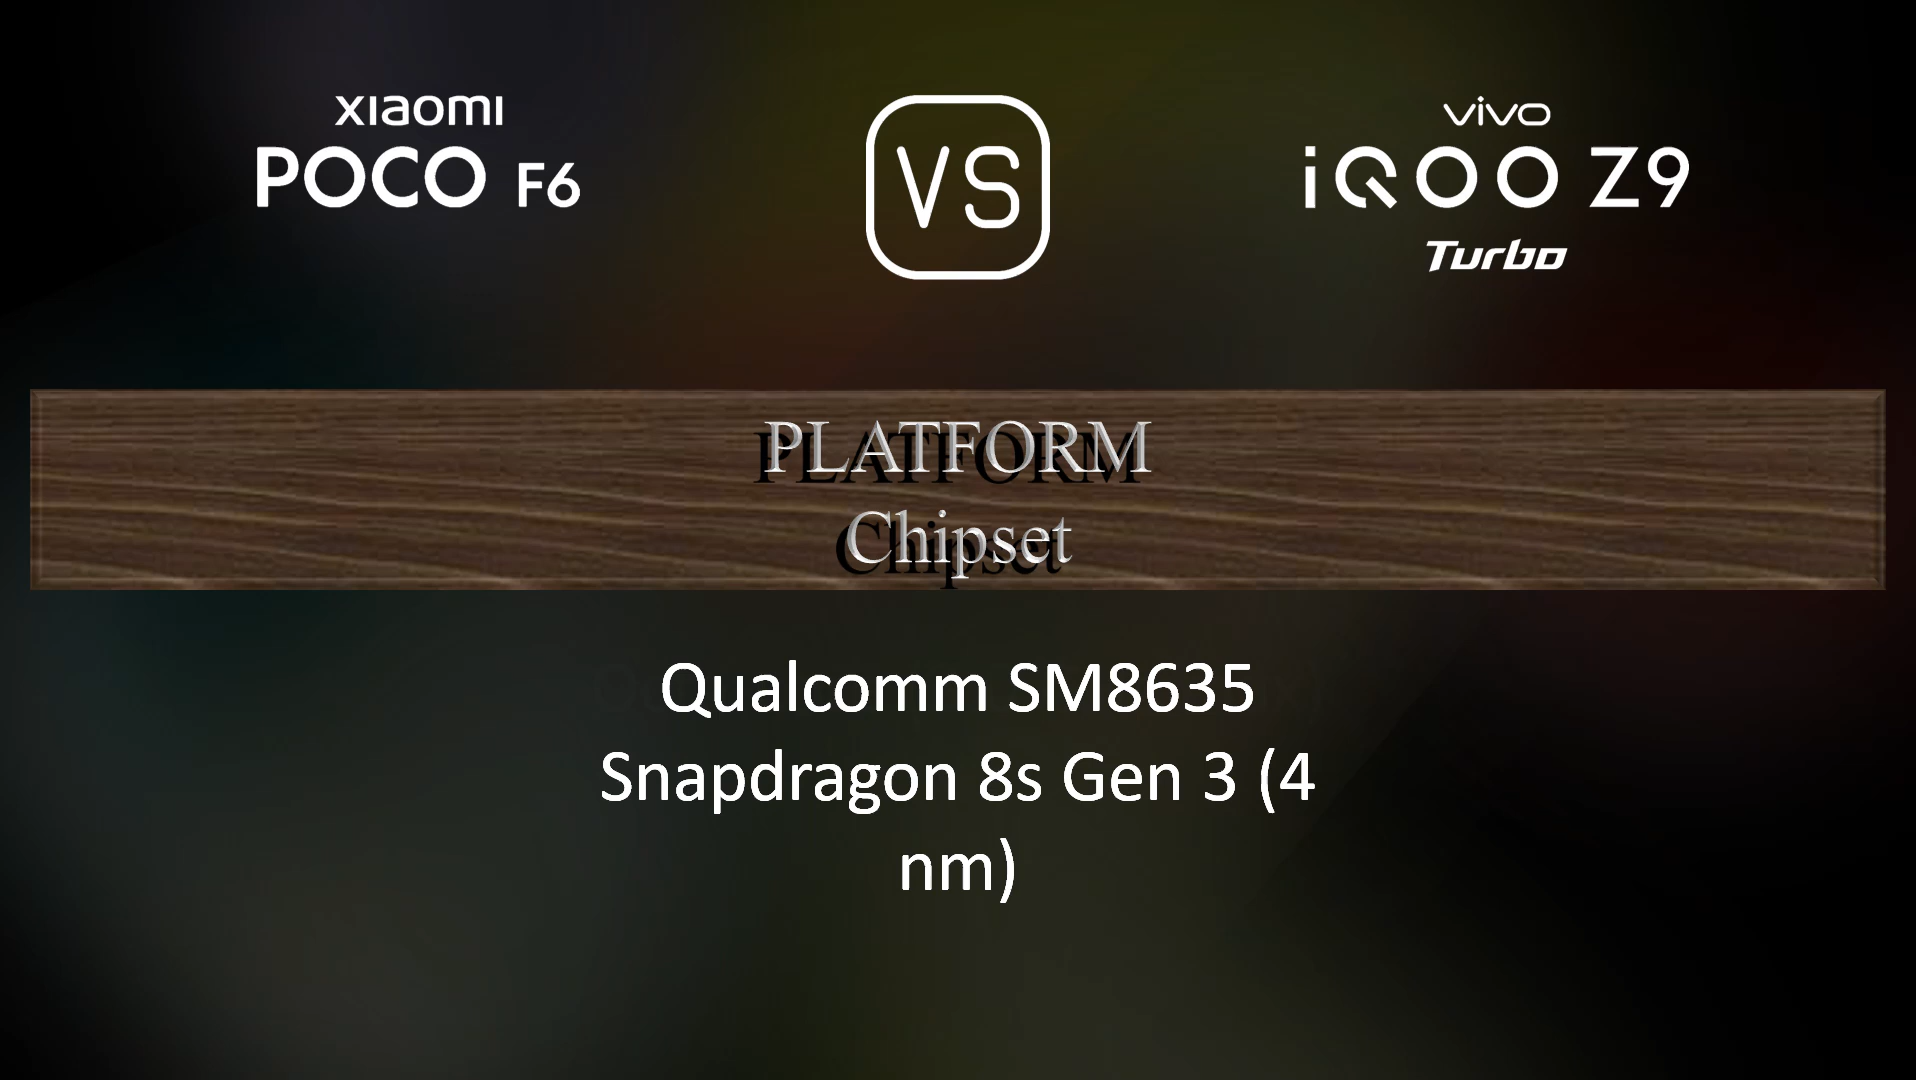 xiaomi
POCO F6
VS
vivo
iQOO Z9
Turbo
PLATFORM
Chipset
Qualcomm SM8635
Snapdragon 8s Gen 3 (4
nm)